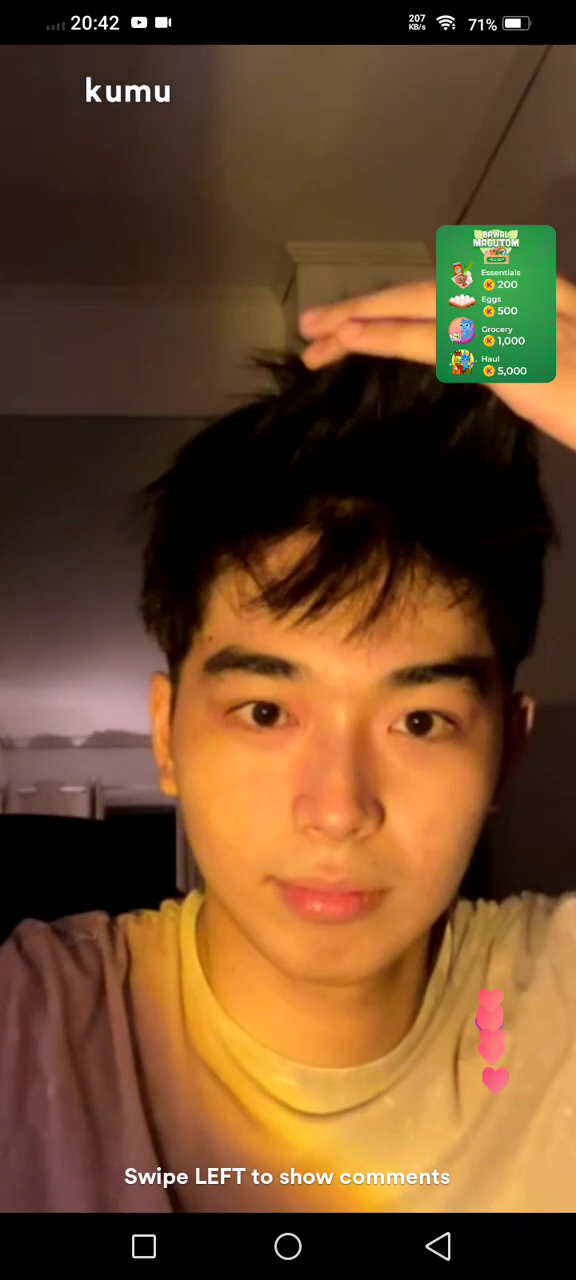 20:42
207
KB/s
71%
kumu
BAWAL
MAGUTOM
Essentials
200
Eggs
500
Grocery
1,000
Haul
5,000
Swipe LEFT to show comments